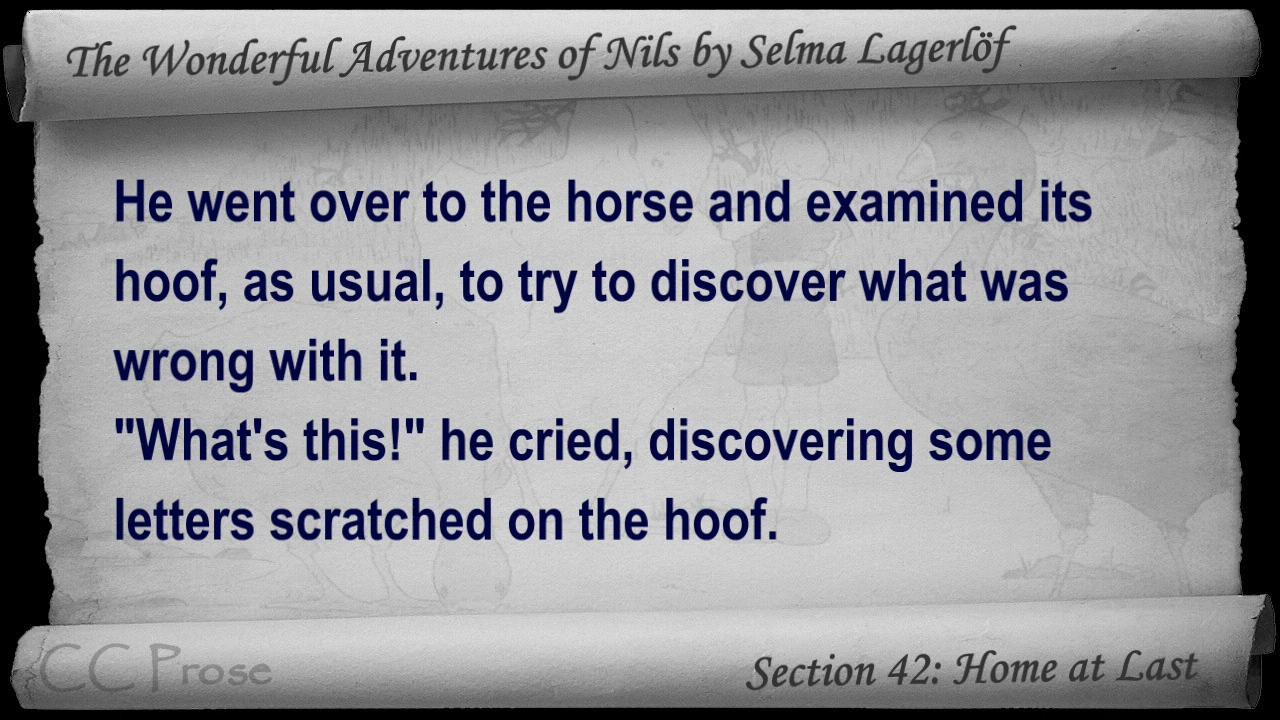 The Wonderful Adventures of Nils by Selma Lagerlöf
He went over to the horse and examined its
hoof, as usual, to try to discover what was
wrong with it.
"What's this!" he cried, discovering some
letters scratched on the hoof.
CC Prose
Section 42: Home at Last